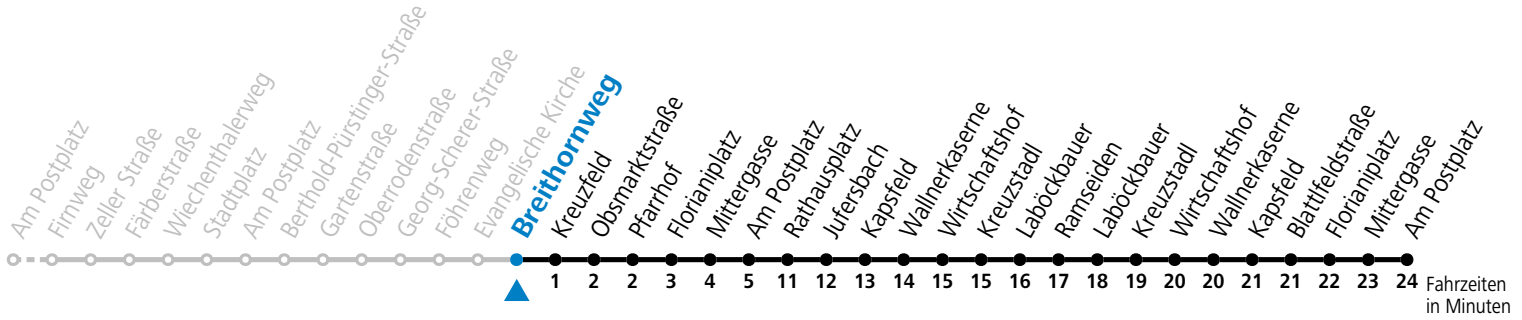 Am Postplatz
Firnweg
Zeller Straße
Färberstraße
Wiechenthalerweg
Stadtplatz
Am Postplatz
Berthold-Pürstinger-Straße
Gartenstraße
Oberrodenstraße
Georg-Scherer-Straße
Föhrenweg
Evangelische Kirche
Breithornweg
Kreuzfeld
Obsmarktstraße
Pfarrhof
Florianiplatz
Mittergasse
Am Postplatz
Rathausplatz
Jufersbach
Kapsfeld
Wallnerkaserne
Wirtschaftshof
Kreuzstadl
Laböckbauer
Ramseiden
Laböckbauer
Kreuzstadl
Wirtschaftshof
Wallnerkaserne
Kapsfeld
Blattlfeldstraße
Florianiplatz
Mittergasse
Am Postplatz
1 2 2 3 4 5 11 12 13 14 15 15 16 17 18 19 20 20 21 21 22 23 24
Fahrzeiten
in Minuten